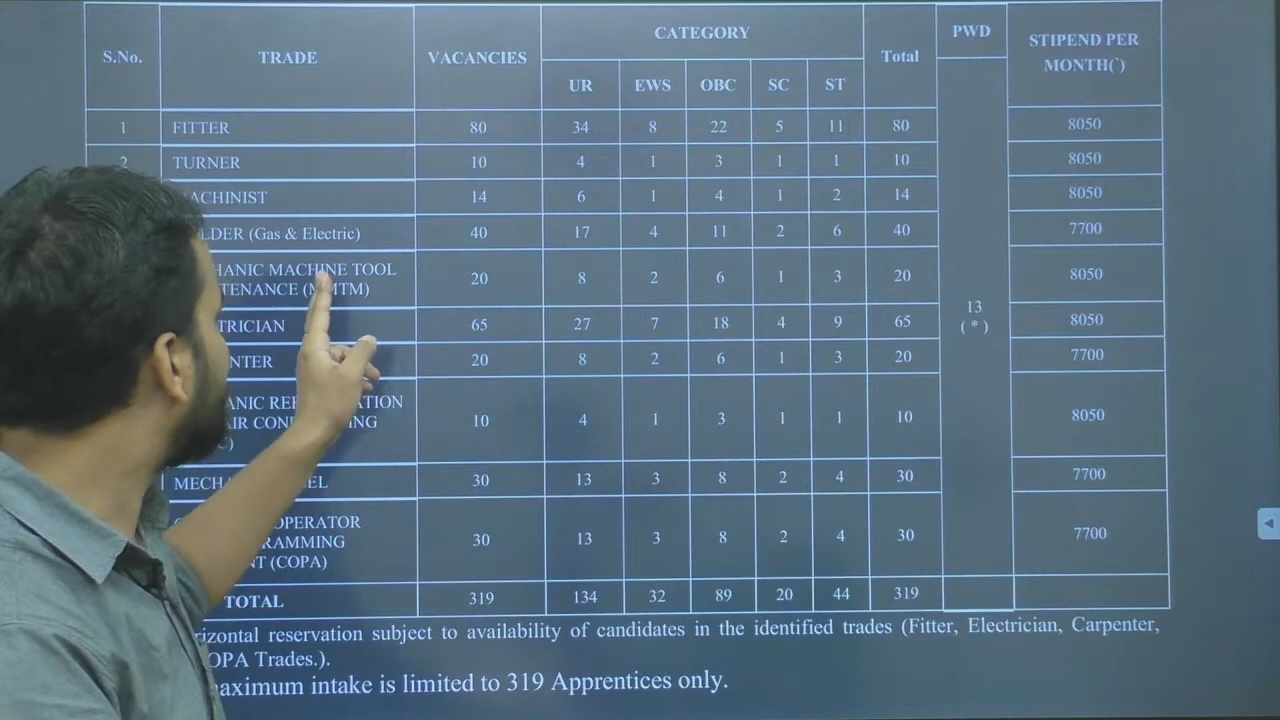 S.No. TRADE VACANCIES CATEGORY Total PWD STIPEND PER MONTH(`)
UR EWS OBC SC ST
1 FITTER 80 34 8 22 5 11 80 8050
2 TURNER 10 4 1 3 1 1 10 8050
ACHINIST 14 6 1 4 1 2 14 8050
LDER (Gas & Electric) 40 17 4 11 2 6 40 7700
HANIC MACHINE TOOL
TENANCE (MMTM) 20 8 2 6 1 3 20 8050
13
( * )
TRICIAN 65 27 7 18 4 9 65 8050
NTER 20 8 2 6 1 3 20 7700
ANIC REF ATION
AIR CON ING
C) 10 4 1 3 1 1 10 8050
MECHA EL 30 13 3 8 2 4 30 7700
OPERATOR
RAMMING
NT (COPA) 30 13 3 8 2 4 30 7700
TOTAL 319 134 32 89 20 44 319
rizontal reservation subject to availability of candidates in the identified trades (Fitter, Electrician, Carpenter,
OPA Trades.).
maximum intake is limited to 319 Apprentices only.